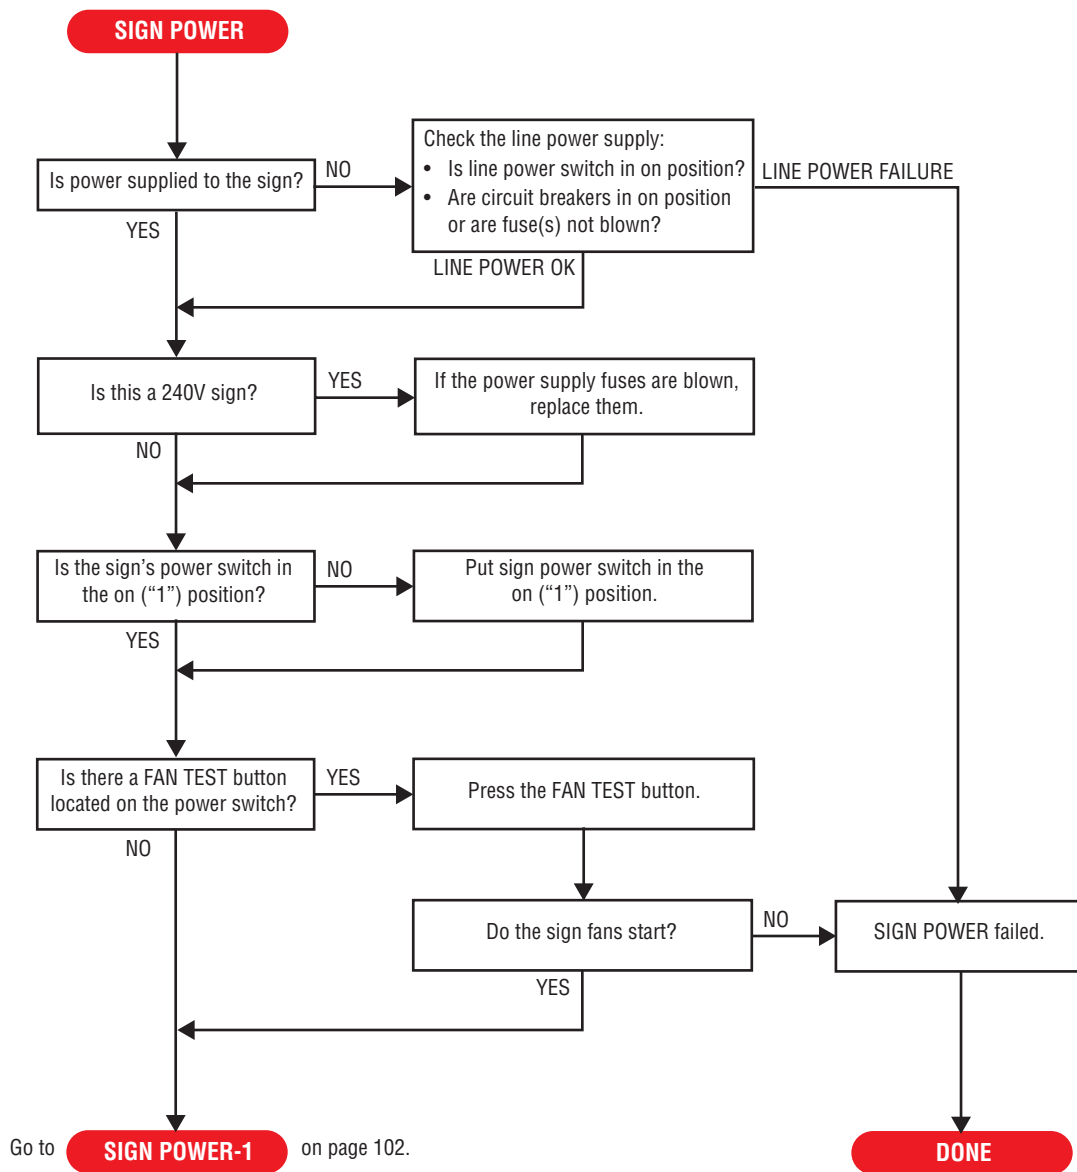 SIGN POWER
Is power supplied to the sign?
NO
Check the line power supply:
• Is line power switch in on position?
• Are circuit breakers in on position
or are fuse(s) not blown?
LINE POWER FAILURE
YES
LINE POWER OK
Is this a 240V sign?
YES
If the power supply fuses are blown,
replace them.
NO
Is the sign’s power switch in
the on (“1”) position?
NO
Put sign power switch in the
on (“1”) position.
YES
Is there a FAN TEST button
located on the power switch?
YES
Press the FAN TEST button.
NO
Do the sign fans start?
NO
SIGN POWER failed.
YES
Go to SIGN POWER-1 on page 102.
DONE